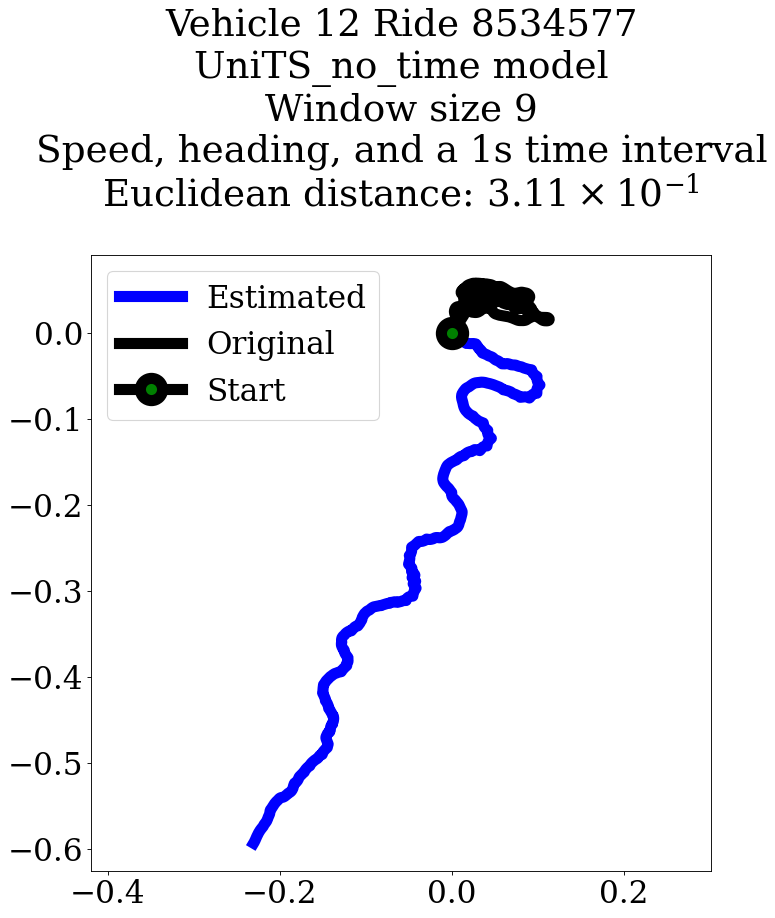 Vehicle 12 Ride 8534577
UniTS_no_time model
Window size 9
Speed, heading, and a 1s time interval
Euclidean distance: 3.11 × 10⁻¹
Estimated
Original
Start
0.0
−0.1
−0.2
−0.3
−0.4
−0.5
−0.6
−0.4 −0.2 0.0 0.2